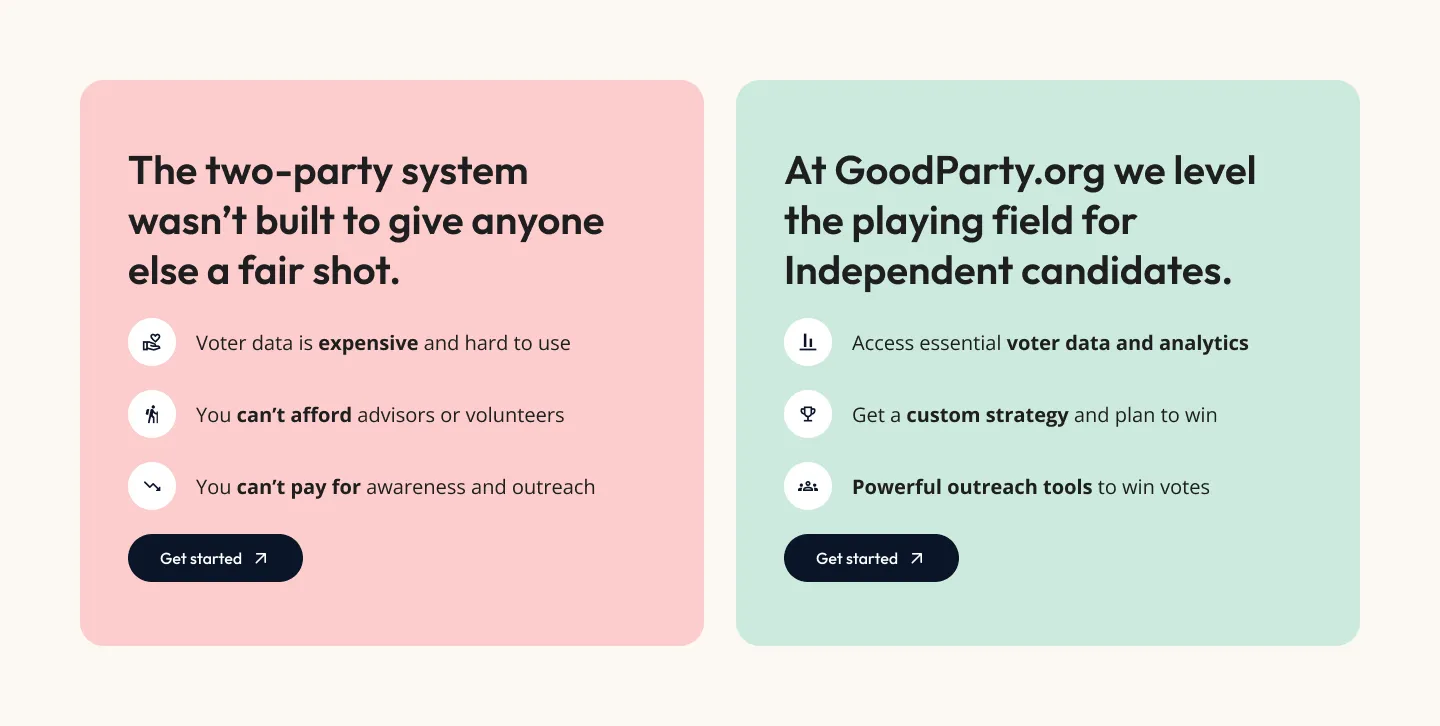 The two-party system
wasn’t built to give anyone
else a fair shot.
Voter data is expensive and hard to use
You can’t afford advisors or volunteers
You can’t pay for awareness and outreach
Get started
At GoodParty.org we level
the playing field for
Independent candidates.
Access essential voter data and analytics
Get a custom strategy and plan to win
Powerful outreach tools to win votes
Get started